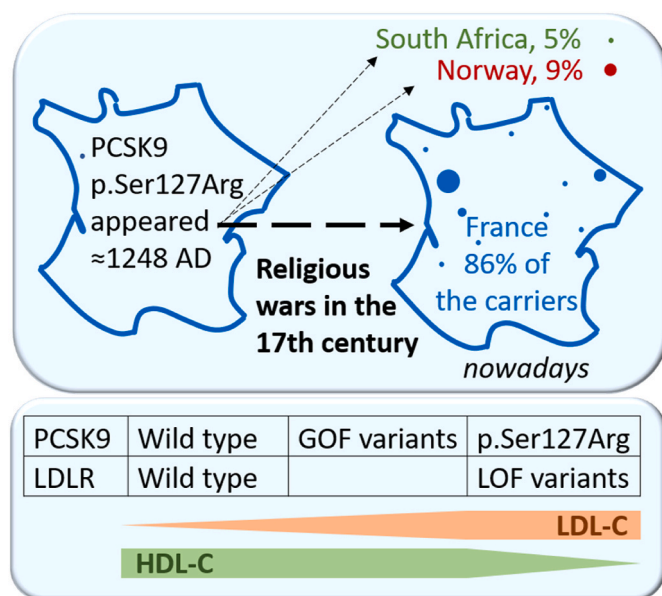 South Africa, 5%
Norway, 9%
PCSK9
p.Ser127Arg
appeared
≈1248 AD
Religious
wars in the
17th century
France
86% of
the carriers
nowadays
PCSK9 Wild type GOF variants p.Ser127Arg
LDLR Wild type LOF variants
LDL-C
HDL-C